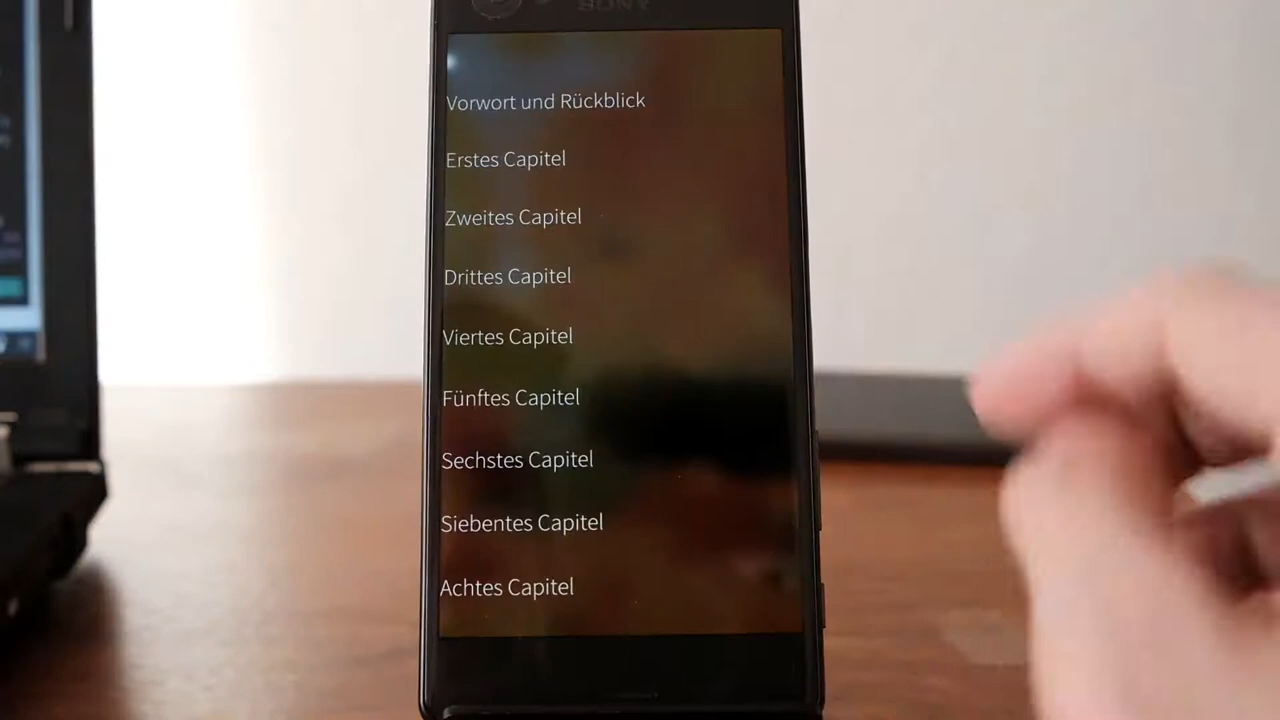 SONY
Vorwort und Rückblick
Erstes Capitel
Zweites Capitel
Drittes Capitel
Viertes Capitel
Fünftes Capitel
Sechstes Capitel
Siebentes Capitel
Achtes Capitel